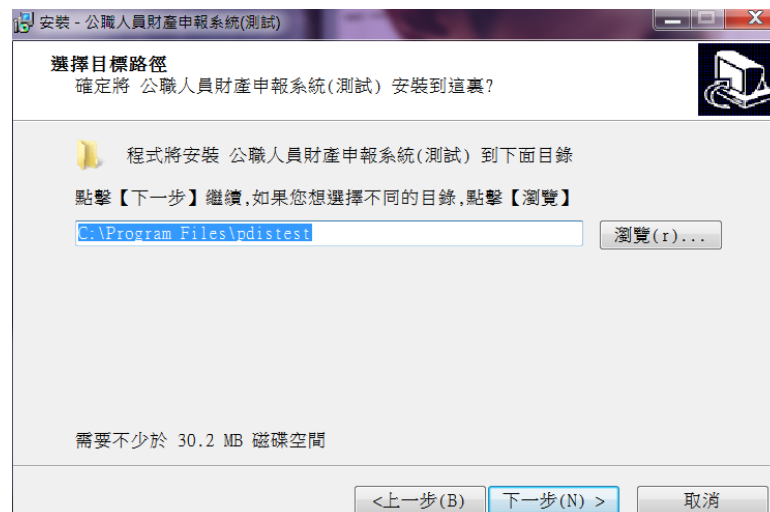 安裝 - 公職人員財產申報系統(測試)
選擇目標路徑
確定將 公職人員財產申報系統(測試) 安裝到這裏?
程式將安裝 公職人員財產申報系統(測試) 到下面目錄
點擊【下一步】繼續,如果您想選擇不同的目錄,點擊【瀏覽】
C:\Program Files\pdistest
瀏覽(r)...
需要不少於 30.2 MB 磁碟空間
<上一步(B)
下一步(N) >
取消